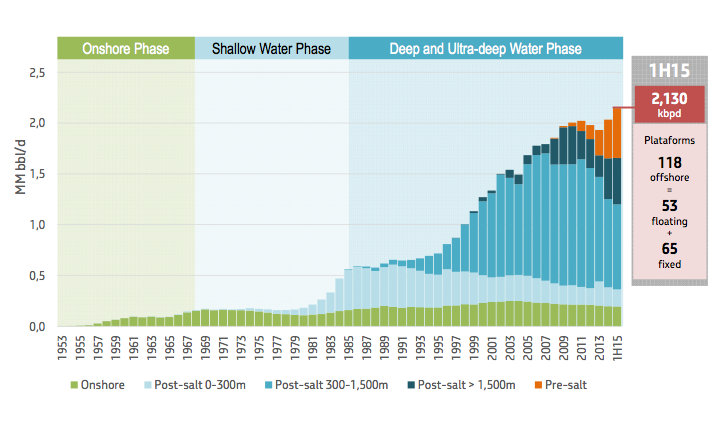 Onshore Phase
Shallow Water Phase
Deep and Ultra-deep Water Phase
MM bbl/d
2,5
2,0
1,5
1,0
0,5
0,0
1953
1955
1957
1959
1961
1963
1965
1967
1969
1971
1973
1975
1977
1979
1981
1983
1985
1987
1989
1991
1993
1995
1997
1999
2001
2003
2005
2007
2009
2011
2013
1H15
Onshore
Post-salt 0-300m
Post-salt 300-1,500m
Post-salt > 1,500m
Pre-salt
1H15
2,130
kbpd
Plataforms
118
offshore
=
53
floating
+
65
fixed